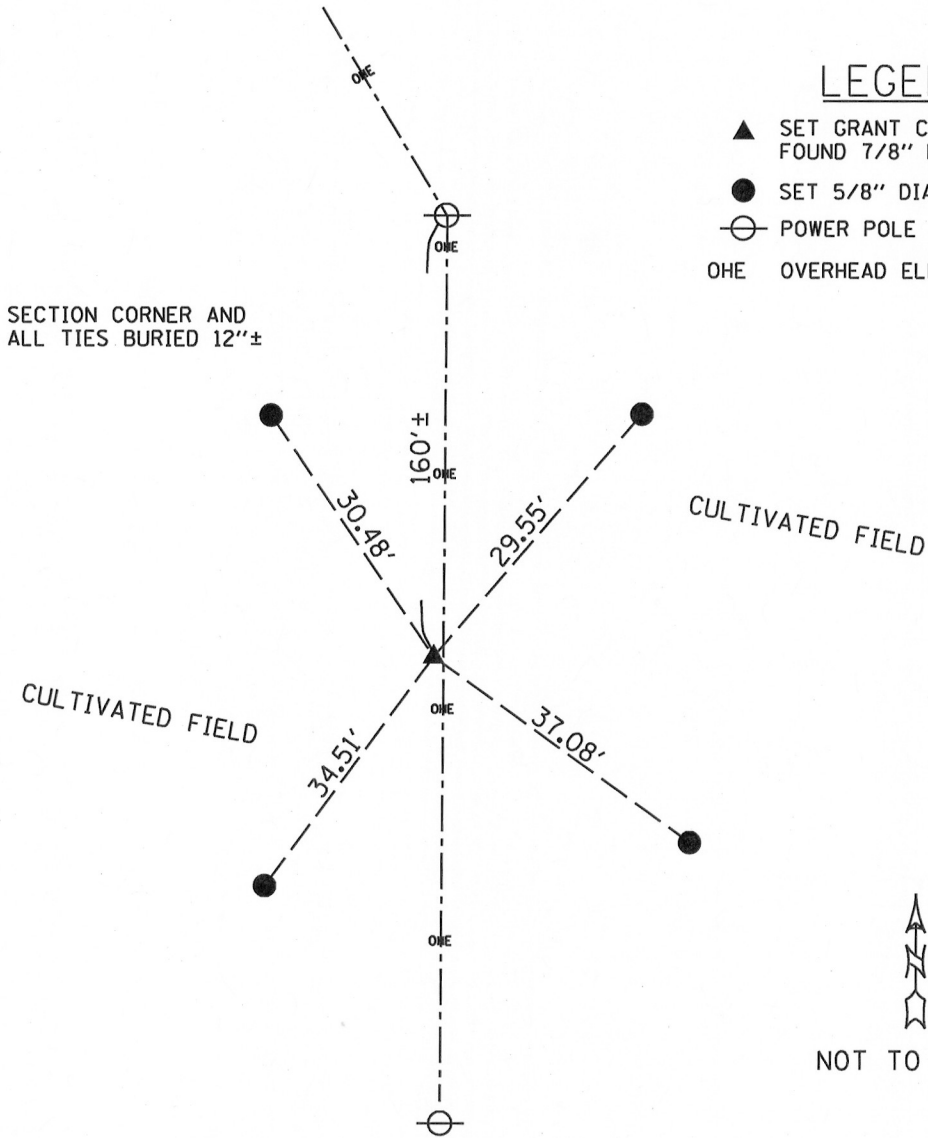 OHE
LEGE
▲ SET GRANT C
FOUND 7/8"
● SET 5/8" DIA
POWER POLE
OHE OVERHEAD EL
OHE
SECTION CORNER AND
ALL TIES BURIED 12"±
160'±
OHE
30.48'
29.55'
CULTIVATED FIELD
CULTIVATED FIELD
OHE
34.51'
37.08'
OHE
N
NOT TO